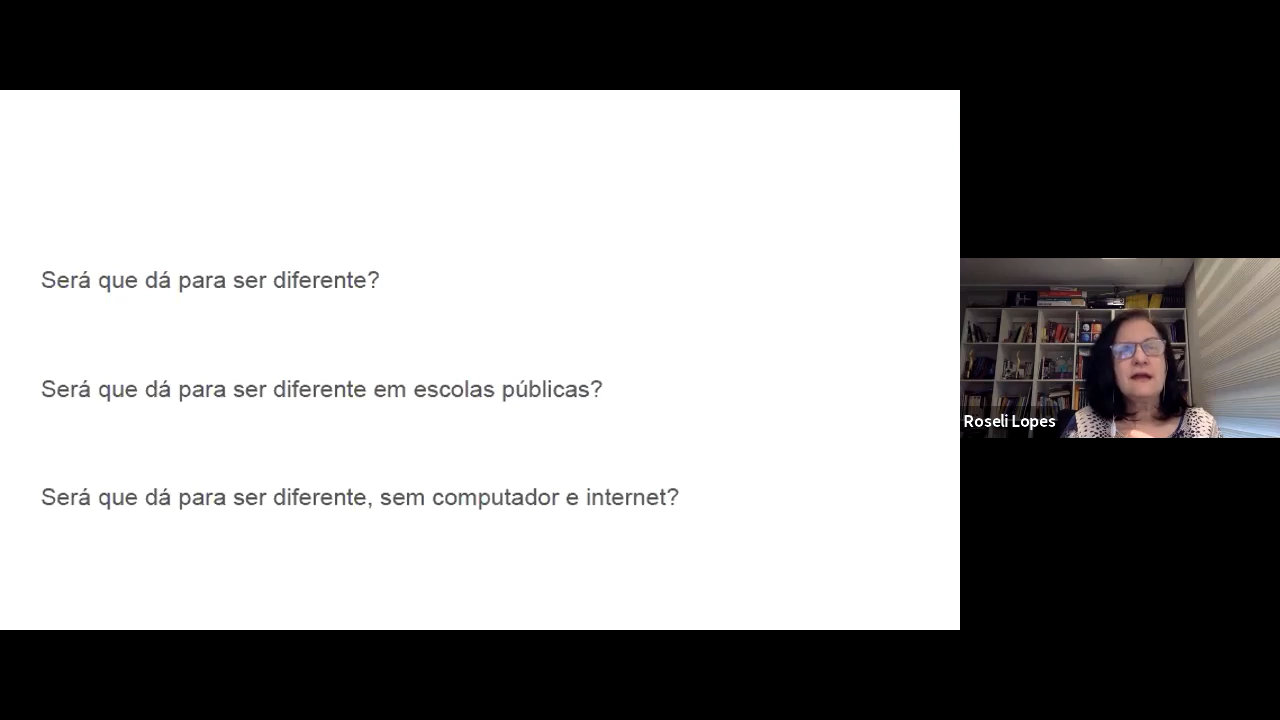 Será que dá para ser diferente?
Será que dá para ser diferente em escolas públicas?
Será que dá para ser diferente, sem computador e internet?
Roseli Lopes